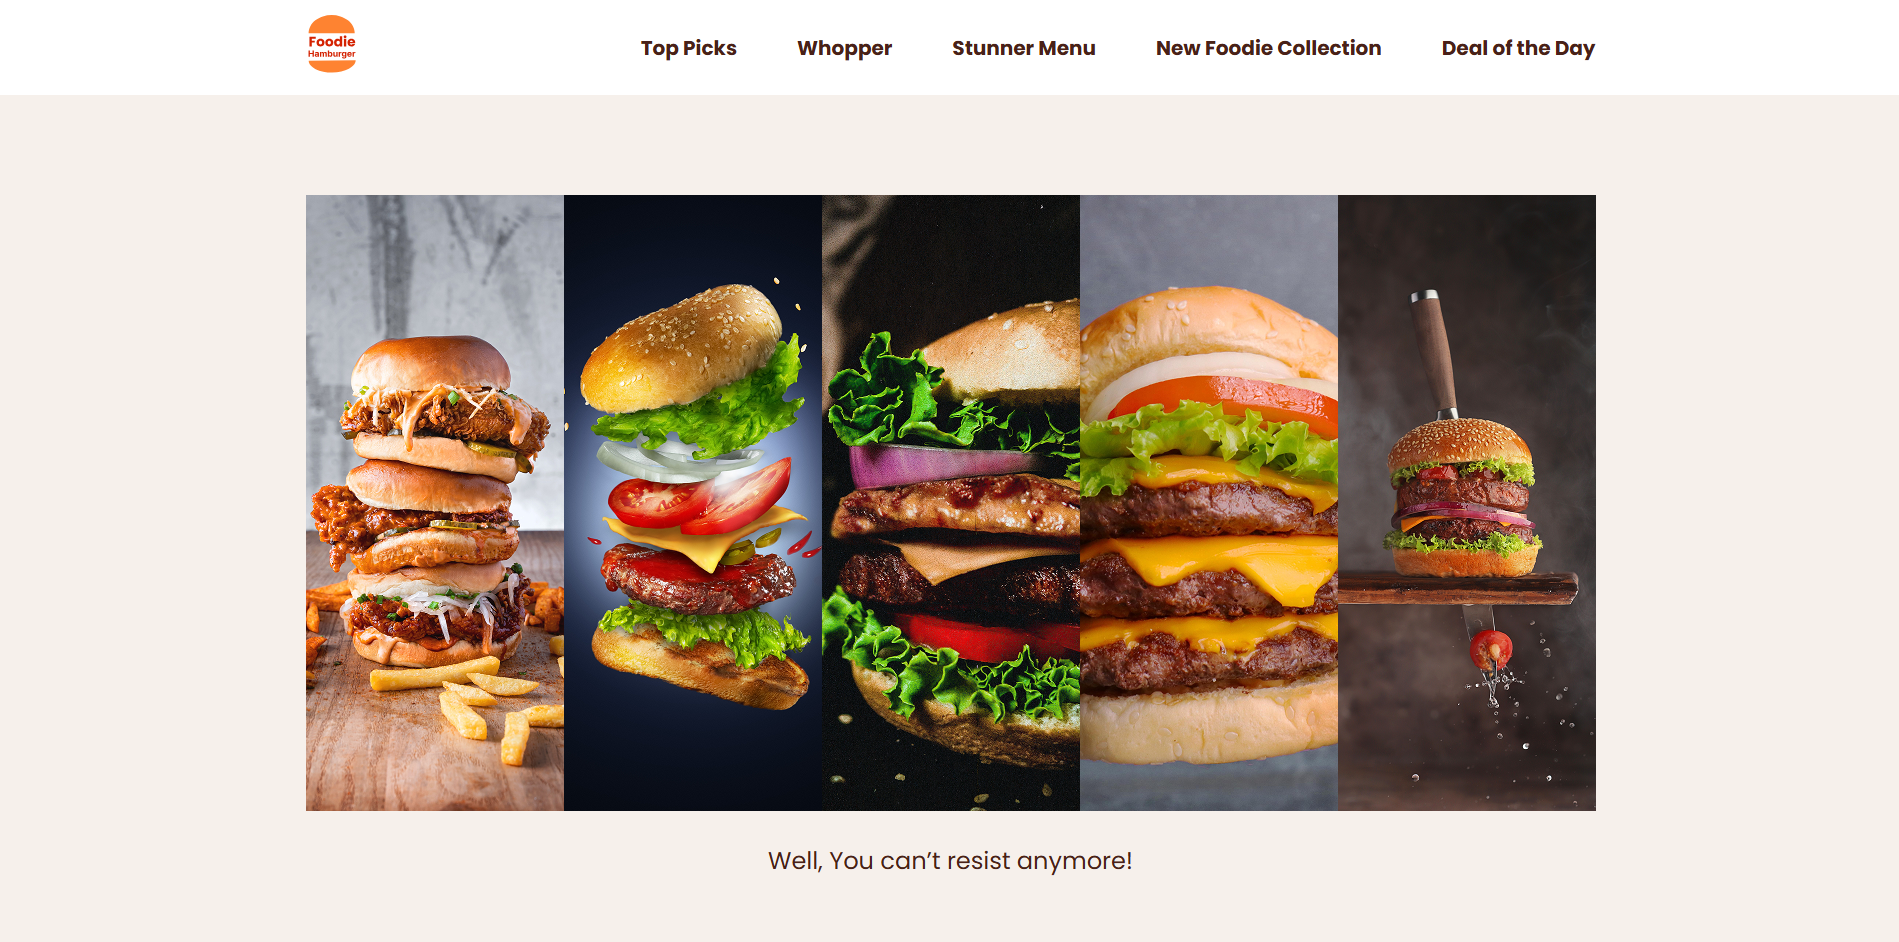 Foodie
Hamburger
Top Picks
Whopper
Stunner Menu
New Foodie Collection
Deal of the Day
Well, You can’t resist anymore!